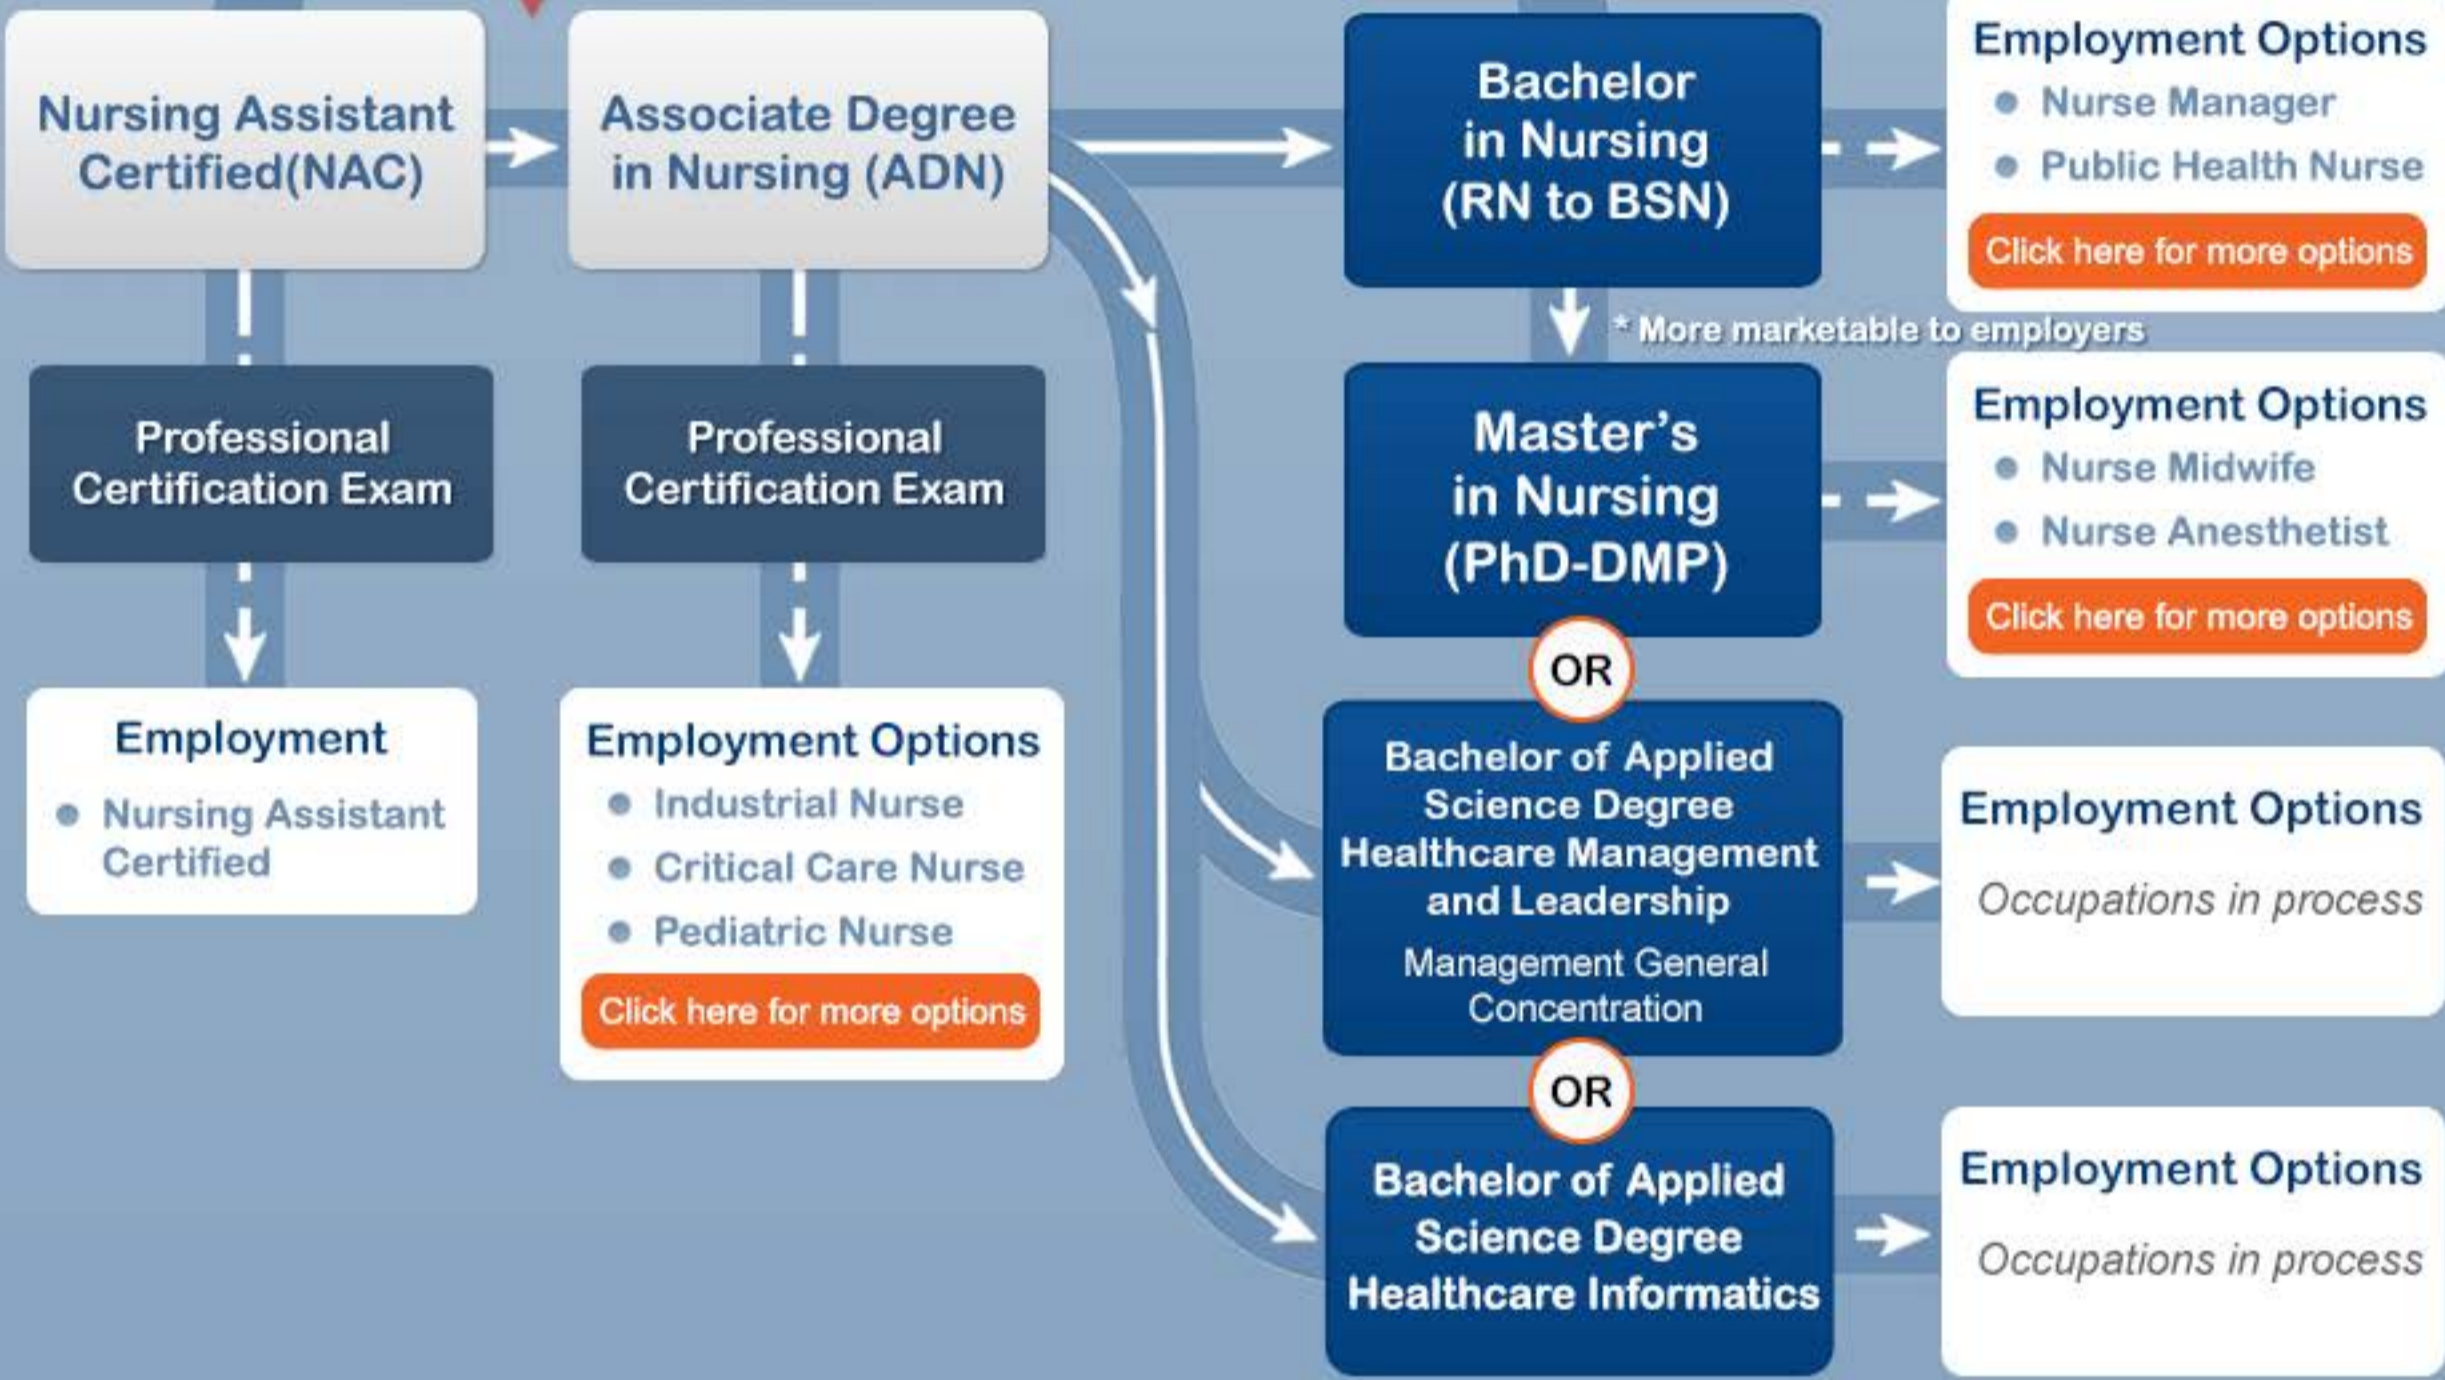 Nursing Assistant
Certified(NAC)
Associate Degree
in Nursing (ADN)
Bachelor
in Nursing
(RN to BSN)
Employment Options
Nurse Manager
Public Health Nurse
Click here for more options
* More marketable to employers
Professional
Certification Exam
Professional
Certification Exam
Master's
in Nursing
(PhD-DMP)
Employment Options
Nurse Midwife
Nurse Anesthetist
Click here for more options
OR
Employment
Nursing Assistant
Certified
Employment Options
Industrial Nurse
Critical Care Nurse
Pediatric Nurse
Click here for more options
Bachelor of Applied
Science Degree
Healthcare Management
and Leadership
Management General
Concentration
Employment Options
Occupations in process
OR
Bachelor of Applied
Science Degree
Healthcare Informatics
Employment Options
Occupations in process